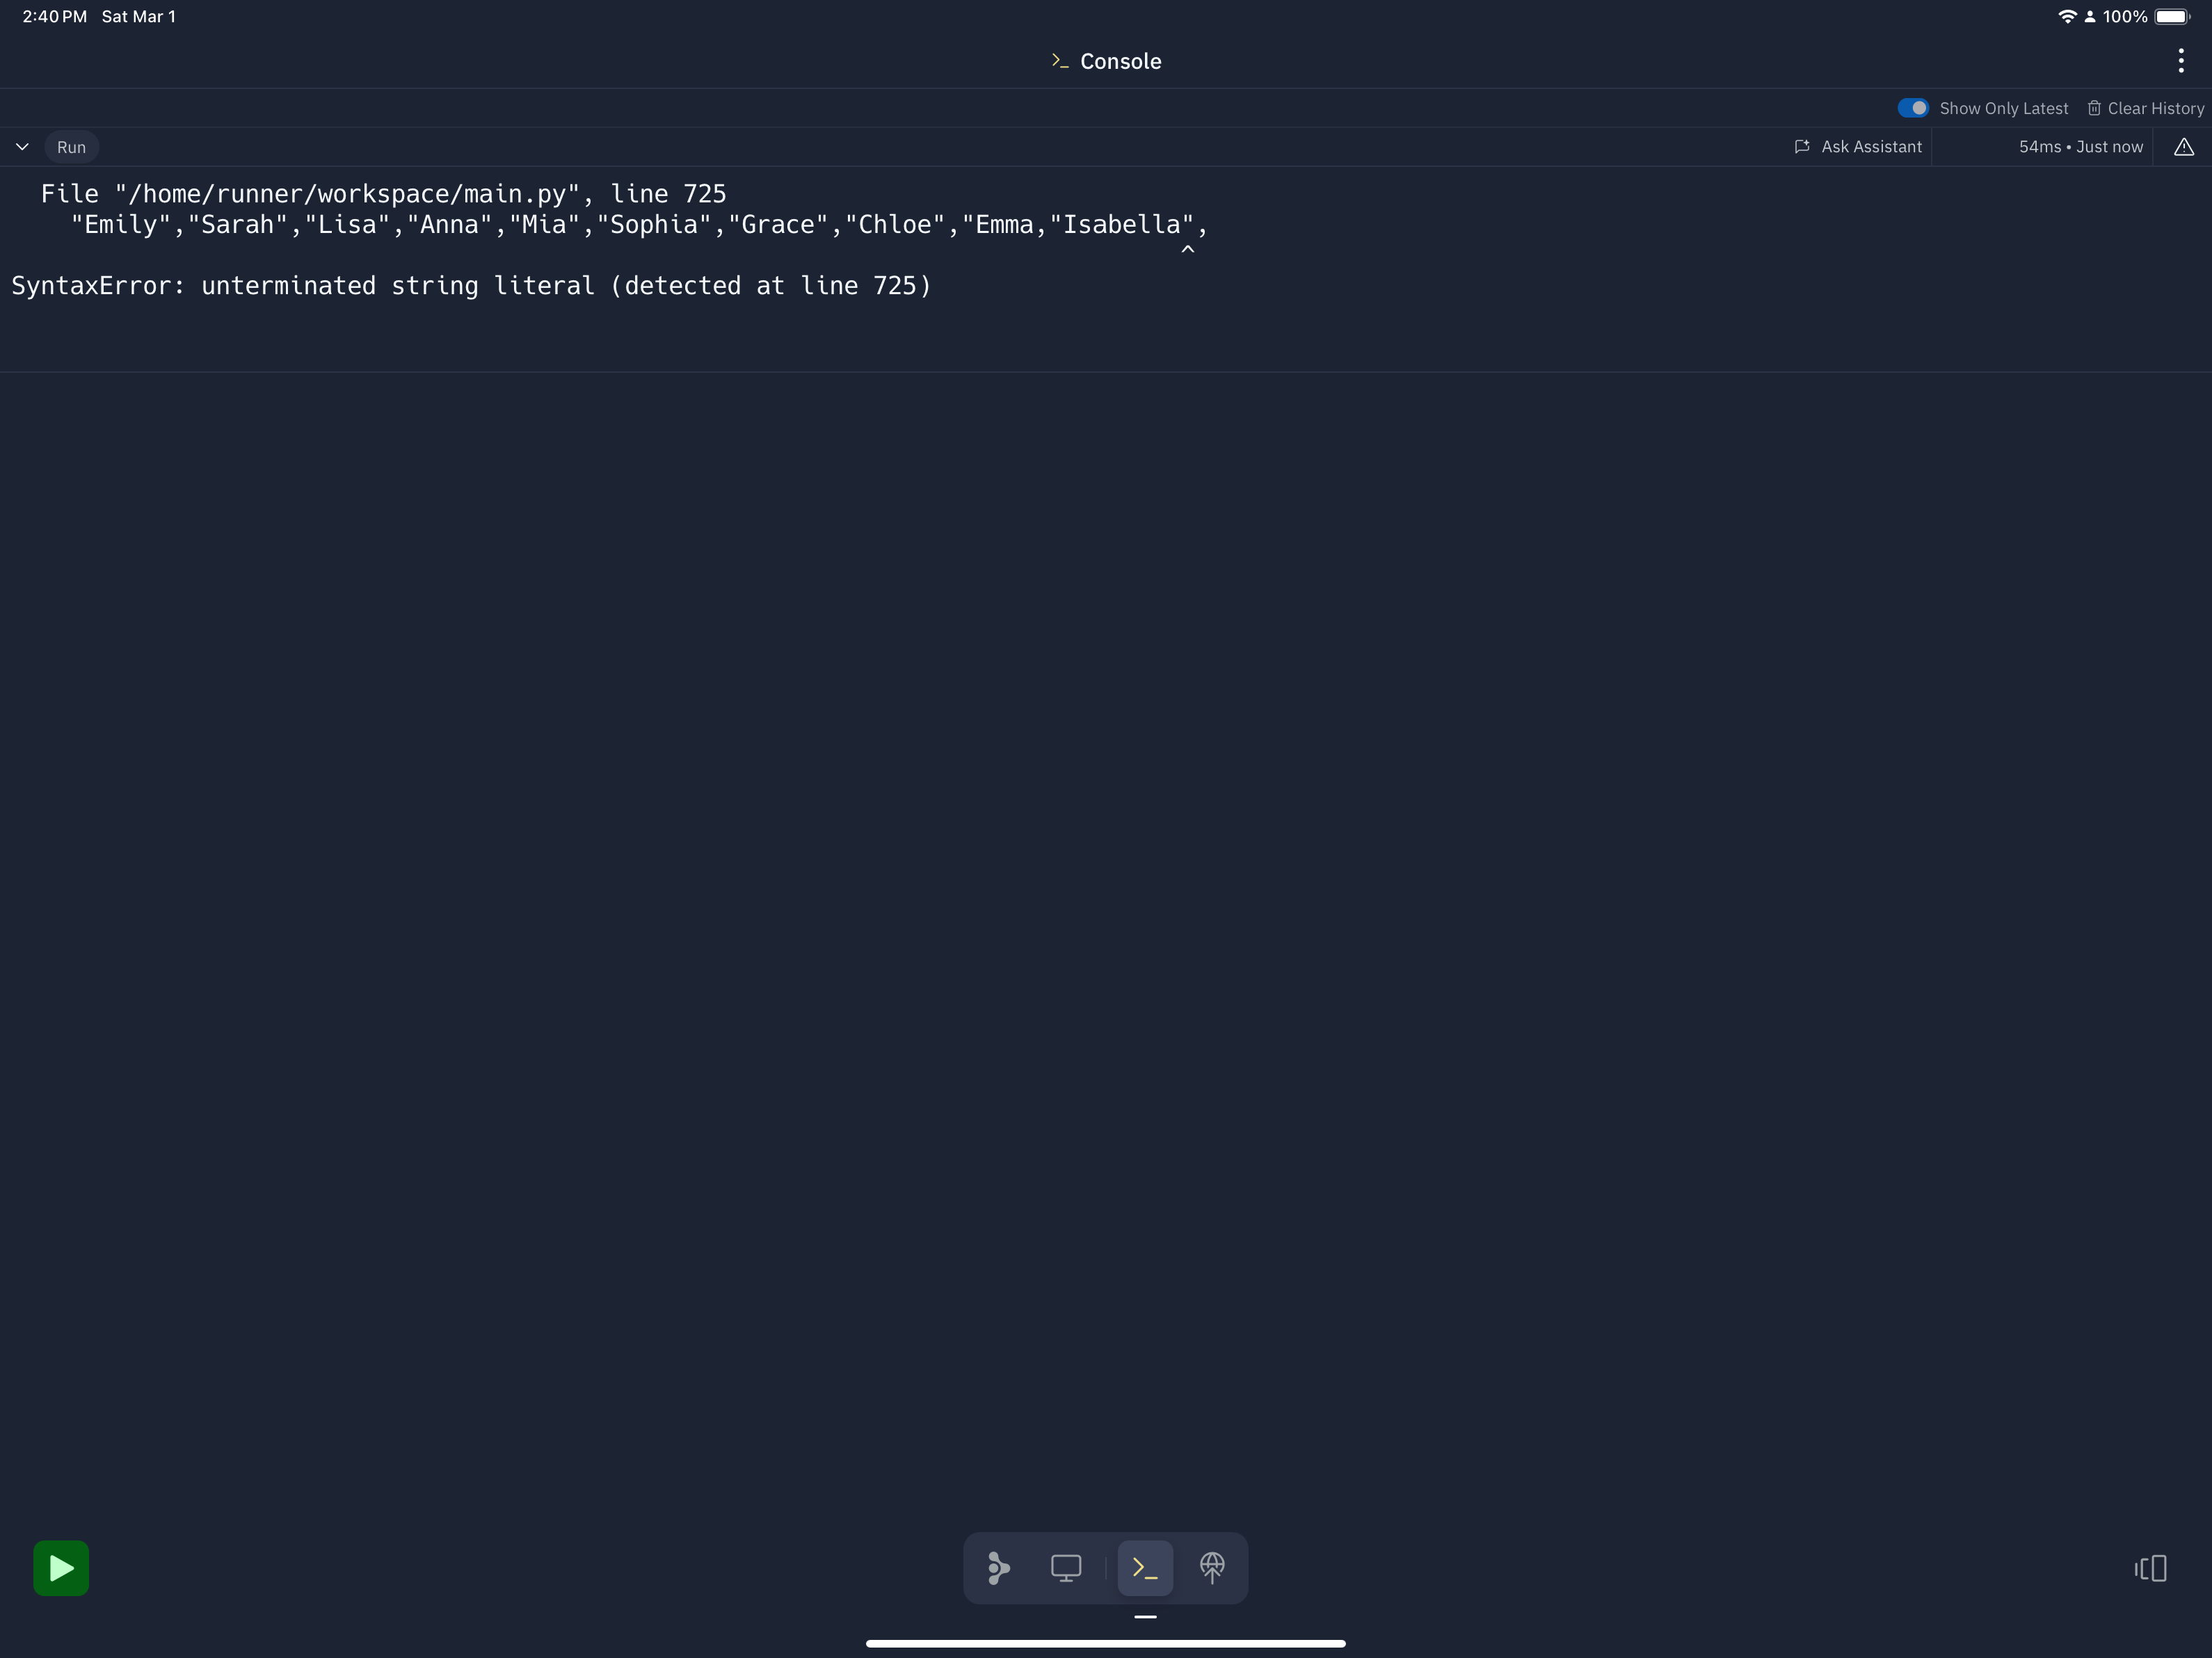 2:40 PM Sat Mar 1
100%
Console
Show Only Latest Clear History
Run
Ask Assistant
54ms • Just now
File "/home/runner/workspace/main.py", line 725
"Emily","Sarah","Lisa","Anna","Mia","Sophia","Grace","Chloe","Emma,"Isabella",
^
SyntaxError: unterminated string literal (detected at line 725)